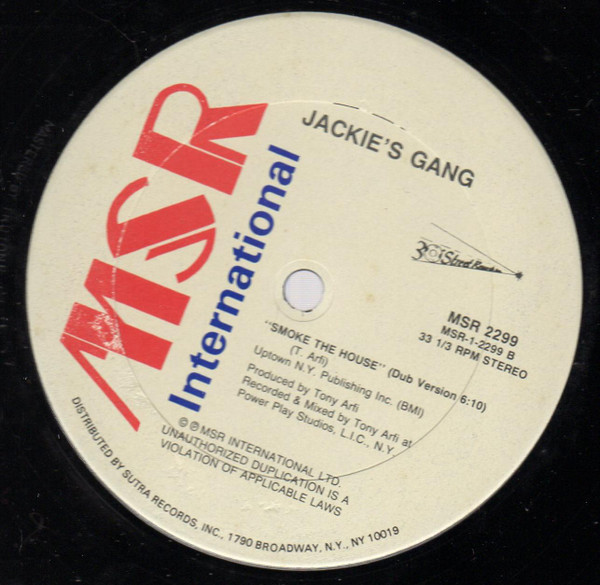 JACKIE'S GANG
MSR
International
MSR 2299
MSR-1-2299 B
33 1/3 RPM STEREO
"SMOKE THE HOUSE" (Dub Version 6:10)
(T. Arfi)
Uptown N.Y. Publishing Inc. (BMI)
Produced by Tony Arfi
Recorded & Mixed by Tony Arfi at
Power Play Studios, L.I.C., N.Y.
© ℗ MSR INTERNATIONAL LTD.
UNAUTHORIZED DUPLICATION IS A
VIOLATION OF APPLICABLE LAWS
DISTRIBUTED BY SUTRA RECORDS, INC., 1790 BROADWAY, N.Y., NY 10019